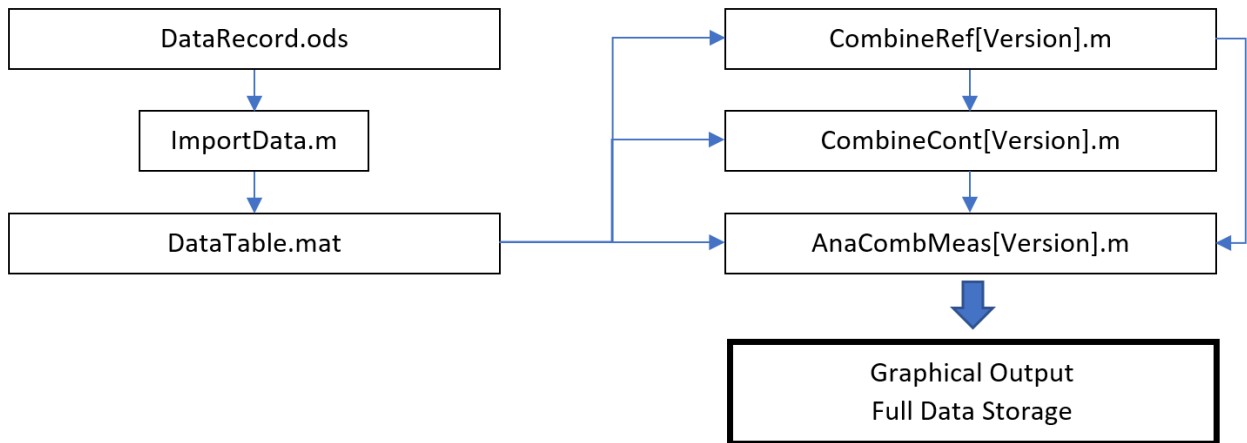 DataRecord.ods
ImportData.m
DataTable.mat
CombineRef[Version].m
CombineCont[Version].m
AnaCombMeas[Version].m
Graphical Output
Full Data Storage